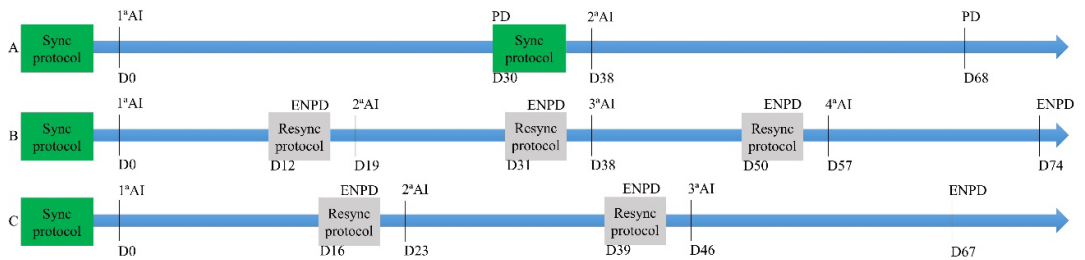 1ªAI
PD
2ªAI
PD
A
Sync
protocol
Sync
protocol
D0
D30
D38
D68
1ªAI
ENPD
2ªAI
ENPD
3ªAI
ENPD
4ªAI
ENPD
B
Sync
protocol
Resync
protocol
Resync
protocol
Resync
protocol
D0
D12
D19
D31
D38
D50
D57
D74
1ªAI
ENPD
2ªAI
ENPD
3ªAI
ENPD
C
Sync
protocol
Resync
protocol
Resync
protocol
D0
D16
D23
D39
D46
D67